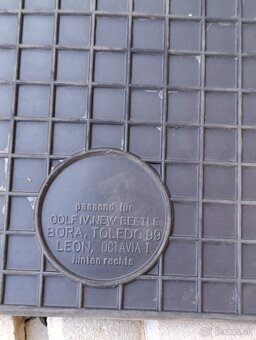 passend für
GOLF IV, NEW BEETLE
BORA, TOLEDO 99
LEON, OCTAVIA I
hinten rechts